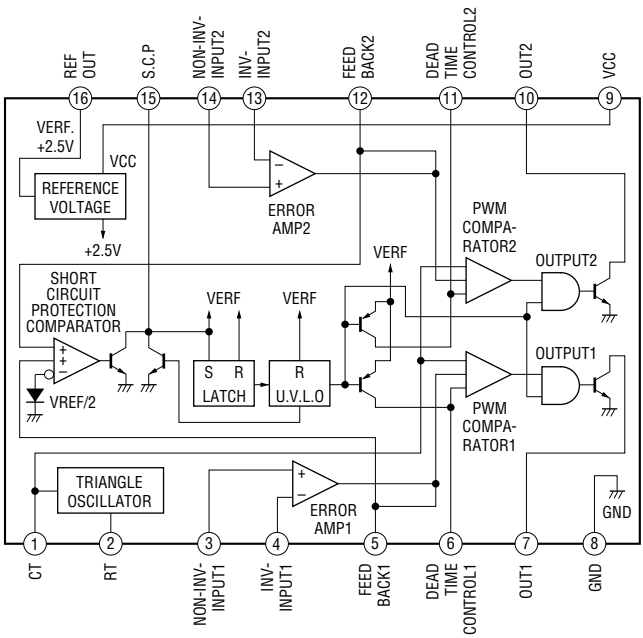 REF
OUT
S.C.P
NON-INV-
INPUT2
INV-
INPUT2
FEED
BACK2
DEAD
TIME
CONTROL2
OUT2
VCC
16
15
14
13
12
11
10
9
VERF.
+2.5V
VCC
REFERENCE
VOLTAGE
+2.5V
−
+
ERROR
AMP2
PWM
COMPA-
RATOR2
OUTPUT2
SHORT
CIRCUIT
PROTECTION
COMPARATOR
+
+
−
VREF/2
VERF
VERF
VERF
S R
LATCH
R
U.V.L.O
OUTPUT1
PWM
COMPA-
RATOR1
TRIANGLE
OSCILLATOR
+
−
ERROR
AMP1
GND
1
2
3
4
5
6
7
8
CT
RT
NON-INV-
INPUT1
INV-
INPUT1
FEED
BACK1
DEAD
TIME
CONTROL1
OUT1
GND